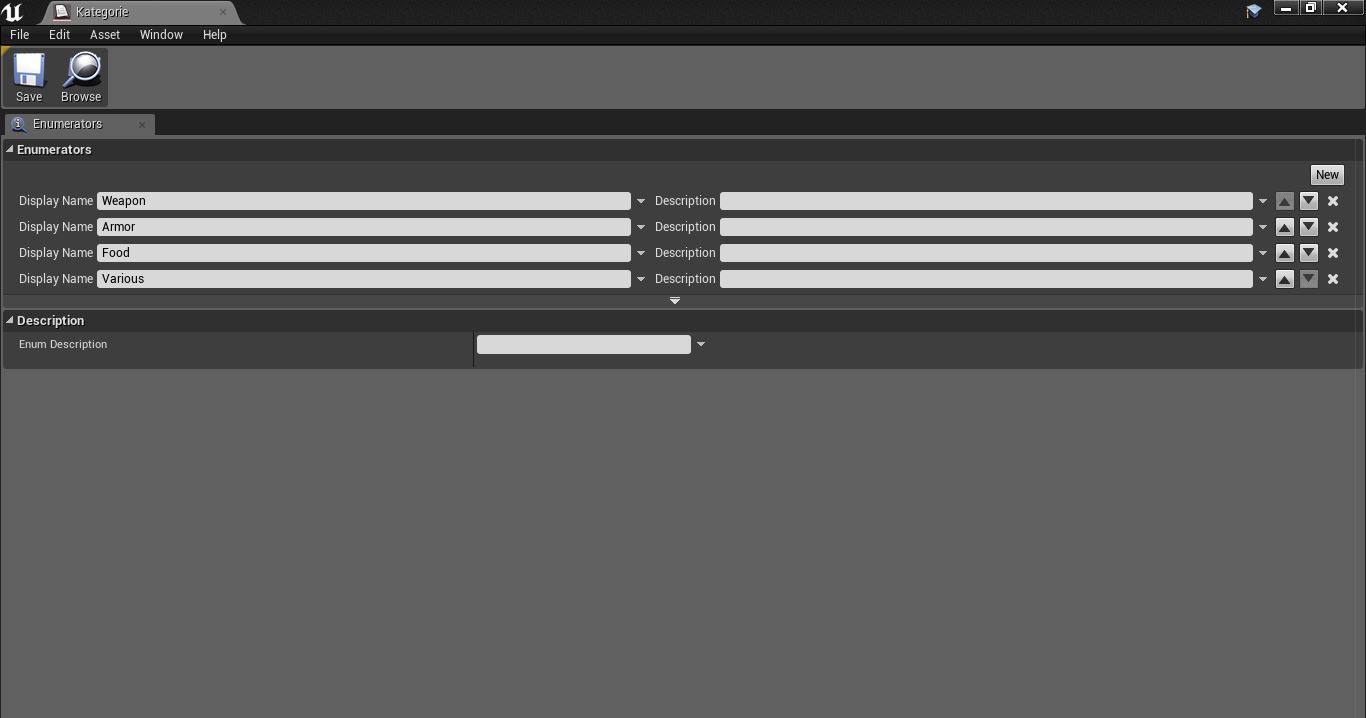 Kategorie
File Edit Asset Window Help
Save Browse
Enumerators
Enumerators
New
Display Name Weapon Description
Display Name Armor Description
Display Name Food Description
Display Name Various Description
Description
Enum Description